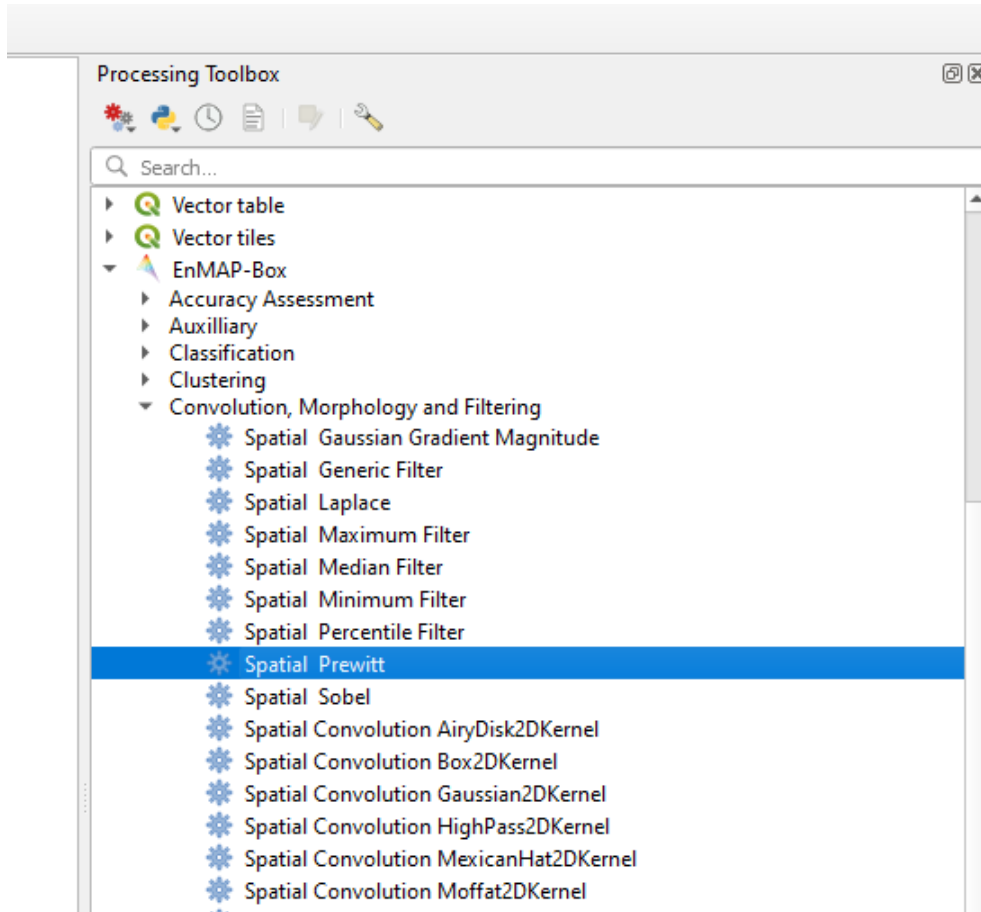 Processing Toolbox
Search...
Vector table
Vector tiles
EnMAP-Box
Accuracy Assessment
Auxilliary
Classification
Clustering
Convolution, Morphology and Filtering
Spatial Gaussian Gradient Magnitude
Spatial Generic Filter
Spatial Laplace
Spatial Maximum Filter
Spatial Median Filter
Spatial Minimum Filter
Spatial Percentile Filter
Spatial Prewitt
Spatial Sobel
Spatial Convolution AiryDisk2DKernel
Spatial Convolution Box2DKernel
Spatial Convolution Gaussian2DKernel
Spatial Convolution HighPass2DKernel
Spatial Convolution MexicanHat2DKernel
Spatial Convolution Moffat2DKernel